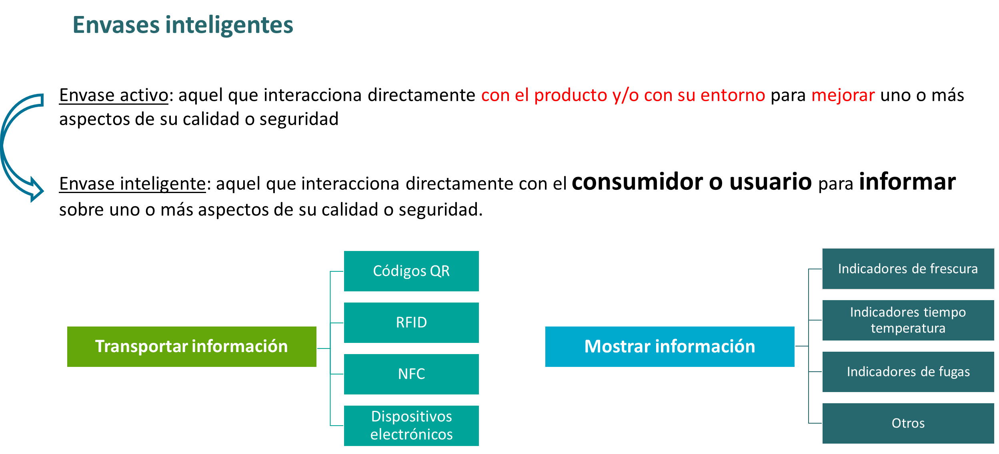 Envases inteligentes
Envase activo: aquel que interacciona directamente con el producto y/o con su entorno para mejorar uno o más
aspectos de su calidad o seguridad
Envase inteligente: aquel que interacciona directamente con el consumidor o usuario para informar
sobre uno o más aspectos de su calidad o seguridad.
Transportar información
Códigos QR
RFID
NFC
Dispositivos
electrónicos
Mostrar información
Indicadores de frescura
Indicadores tiempo
temperatura
Indicadores de fugas
Otros